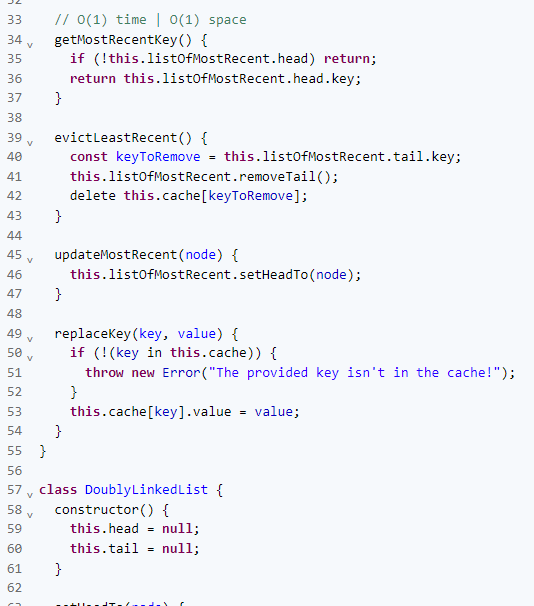 33 // O(1) time | O(1) space
34 getMostRecentKey() {
35 if (!this.listOfMostRecent.head) return;
36 return this.listOfMostRecent.head.key;
37 }
38
39 evictLeastRecent() {
40 const keyToRemove = this.listOfMostRecent.tail.key;
41 this.listOfMostRecent.removeTail();
42 delete this.cache[keyToRemove];
43 }
44
45 updateMostRecent(node) {
46 this.listOfMostRecent.setHeadTo(node);
47 }
48
49 replaceKey(key, value) {
50 if (!(key in this.cache)) {
51 throw new Error("The provided key isn't in the cache!");
52 }
53 this.cache[key].value = value;
54 }
55 }
56
57 class DoublyLinkedList {
58 constructor() {
59 this.head = null;
60 this.tail = null;
61 }
62